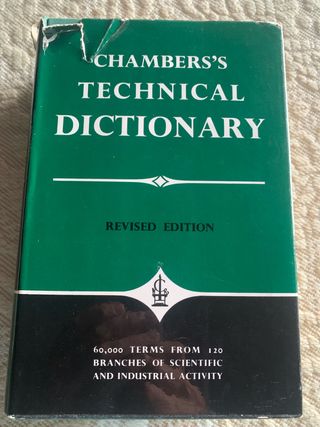 CHAMBERS'S
TECHNICAL
DICTIONARY
REVISED EDITION
60,000 TERMS FROM 120
BRANCHES OF SCIENTIFIC
AND INDUSTRIAL ACTIVITY